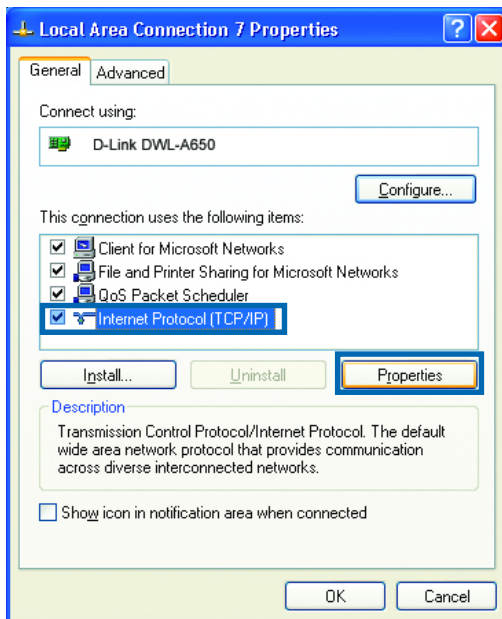 Local Area Connection 7 Properties
General Advanced
Connect using:
D-Link DWL-A650
Configure...
This connection uses the following items:
Client for Microsoft Networks
File and Printer Sharing for Microsoft Networks
QoS Packet Scheduler
Internet Protocol (TCP/IP)
Install... Uninstall Properties
Description
Transmission Control Protocol/Internet Protocol. The default
wide area network protocol that provides communication
across diverse interconnected networks.
Show icon in notification area when connected
OK Cancel